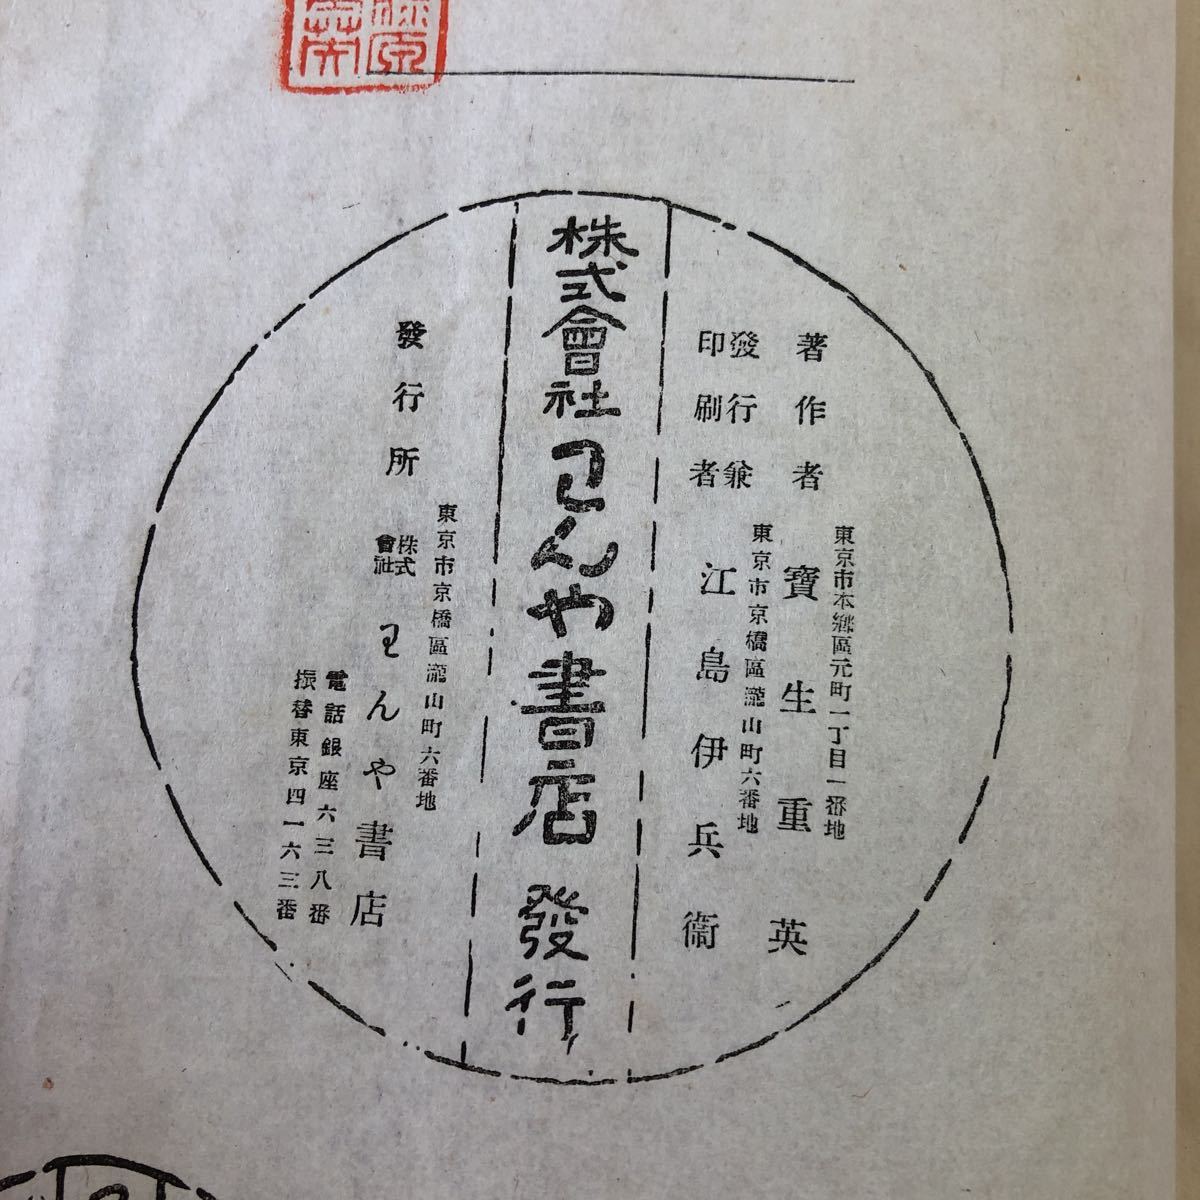 著作者
東京市本鄕區元町一丁目一番地
寶生重英
發行兼
印刷者
東京市京橋區瀧山町六番地
江島伊兵衞
株式會社わんや書店 發行
發行所
東京市京橋區瀧山町六番地
株式
會社
わんや書店
電話銀座六三八番
振替東京四一六三番